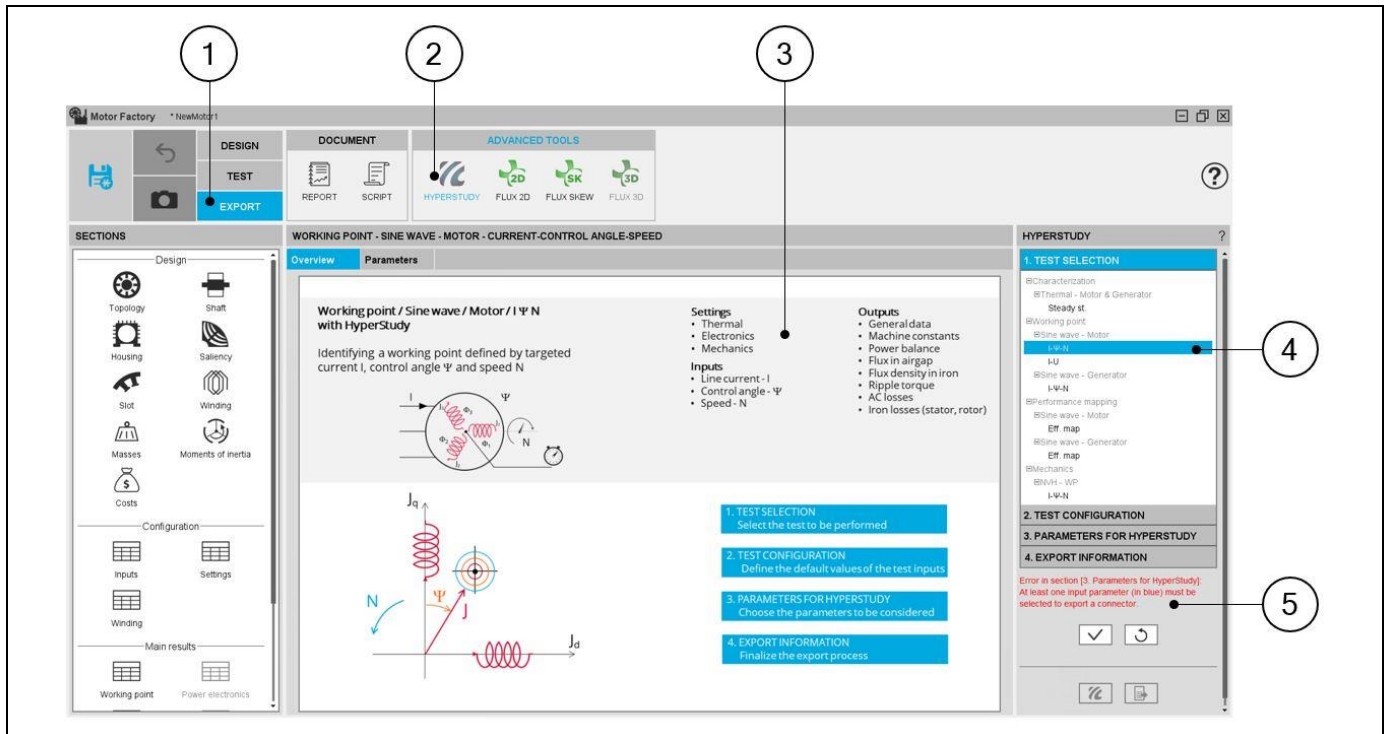 1
2
3
4
5
Motor Factory * NewMotor1
DESIGN
TEST
EXPORT
DOCUMENT
REPORT
SCRIPT
ADVANCED TOOLS
HYPERSTUDY
2D
FLUX 2D
SK
FLUX SKEW
3D
FLUX 3D
?
SECTIONS
Design
Topology
Shaft
Housing
Saliency
Slot
Winding
Masses
Moments of inertia
$
Costs
Configuration
Inputs
Settings
Winding
Main results
Working point
Power electronics
WORKING POINT - SINE WAVE - MOTOR - CURRENT-CONTROL ANGLE-SPEED
Overview
Parameters
Working point / Sine wave / Motor / I Ψ N
with HyperStudy
Identifying a working point defined by targeted
current I, control angle Ψ and speed N
I
Ψ
N
Settings
• Thermal
• Electronics
• Mechanics
Inputs
• Line current - I
• Control angle - Ψ
• Speed - N
Outputs
• General data
• Machine constants
• Power balance
• Flux in airgap
• Flux density in iron
• Ripple torque
• AC losses
• Iron losses (stator, rotor)
Jq
N
Ψ
J
Jd
1. TEST SELECTION
Select the test to be performed
2. TEST CONFIGURATION
Define the default values of the test inputs
3. PARAMETERS FOR HYPERSTUDY
Choose the parameters to be considered
4. EXPORT INFORMATION
Finalize the export process
HYPERSTUDY ?
1. TEST SELECTION
Characterization
Thermal - Motor & Generator
Steady st.
Working point
Sine wave - Motor
I-Ψ-N
I-U
Sine wave - Generator
I-Ψ-N
Performance mapping
Sine wave - Motor
Eff. map
Sine wave - Generator
Eff. map
Mechanics
NVH - WP
I-Ψ-N
2. TEST CONFIGURATION
3. PARAMETERS FOR HYPERSTUDY
4. EXPORT INFORMATION
Error in section [3. Parameters for HyperStudy]:
At least one input parameter (in blue) must be
selected to export a connector.